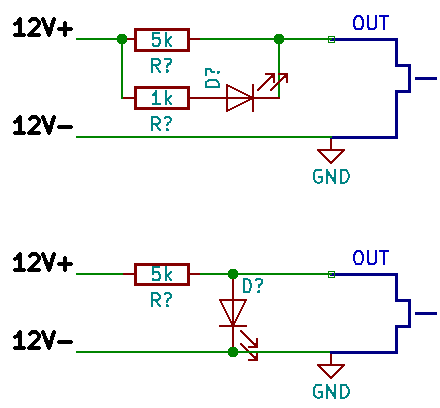 12V+ 5k OUT
R?
1k D?
R?
12V-
GND
12V+ 5k OUT
R? D?
12V-
GND